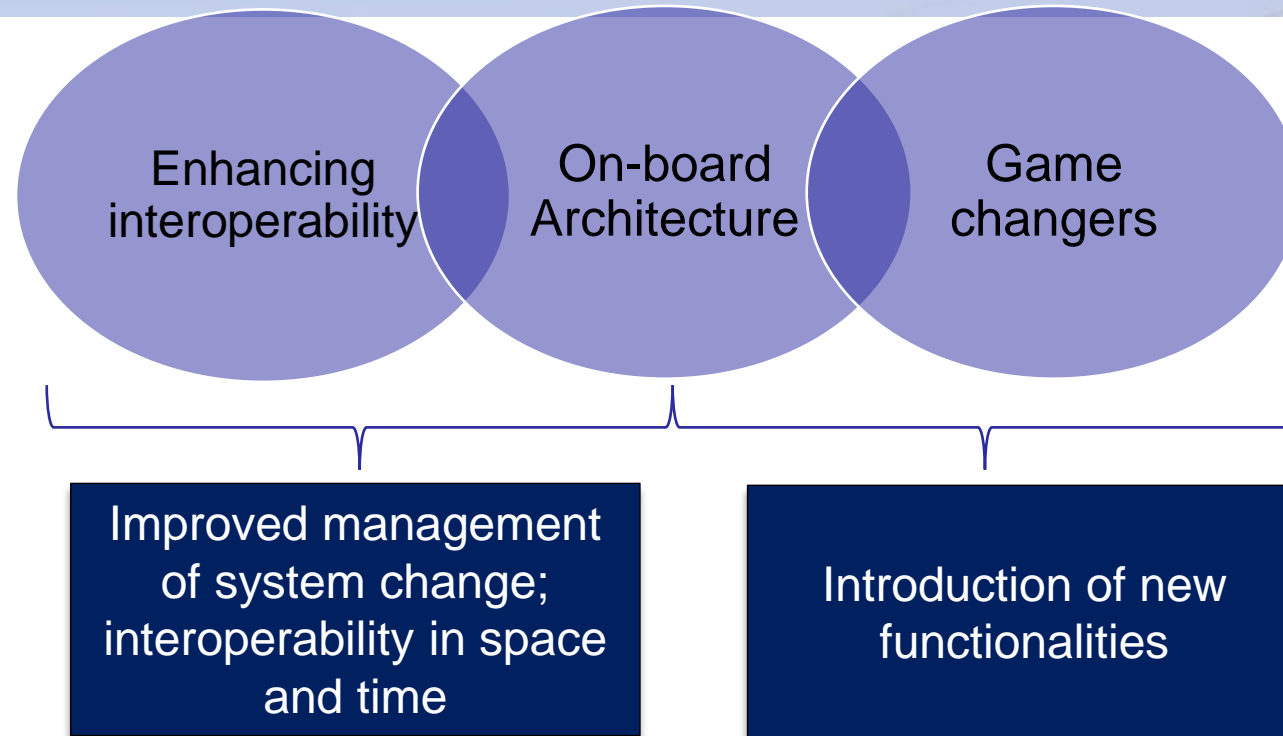 Enhancing
interoperability
On-board
Architecture
Game
changers
Improved management
of system change;
interoperability in space
and time
Introduction of new
functionalities